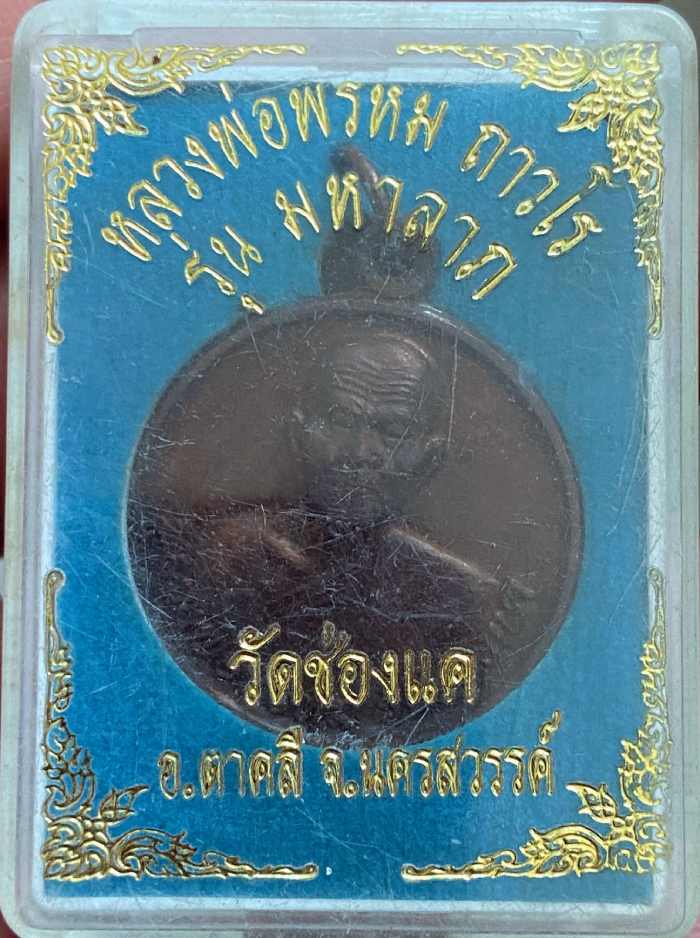 หลวงพ่อพรหม ถาวโร
รุ่น มหาลาภ
วัดช่องแค
อ.ตาคลี จ.นครสวรรค์